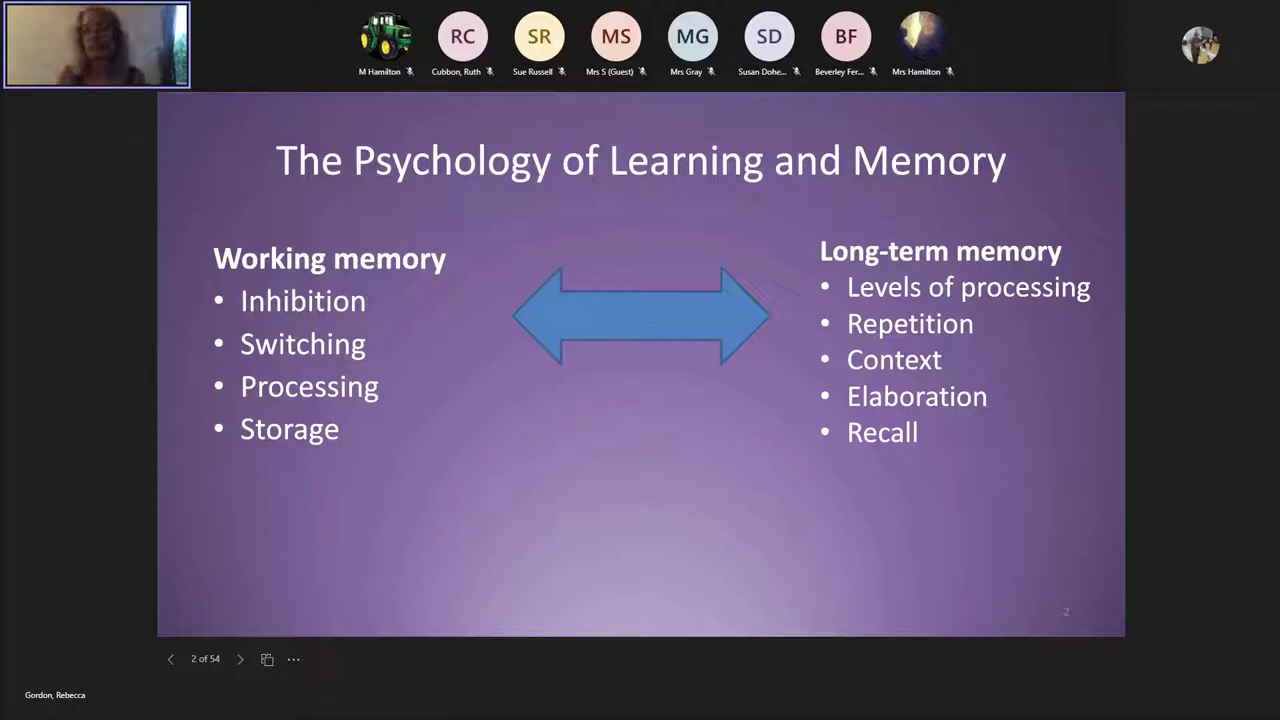 RC
SR
MS
MG
SD
BF
M Hamilton
Cubbon, Ruth
Sue Russell
Mrs S (Guest)
Mrs Gray
Susan Dohe...
Beverley Fer...
Mrs Hamilton
The Psychology of Learning and Memory
Working memory
• Inhibition
• Switching
• Processing
• Storage
Long-term memory
• Levels of processing
• Repetition
• Context
• Elaboration
• Recall
2
2 of 54
Gordon, Rebecca